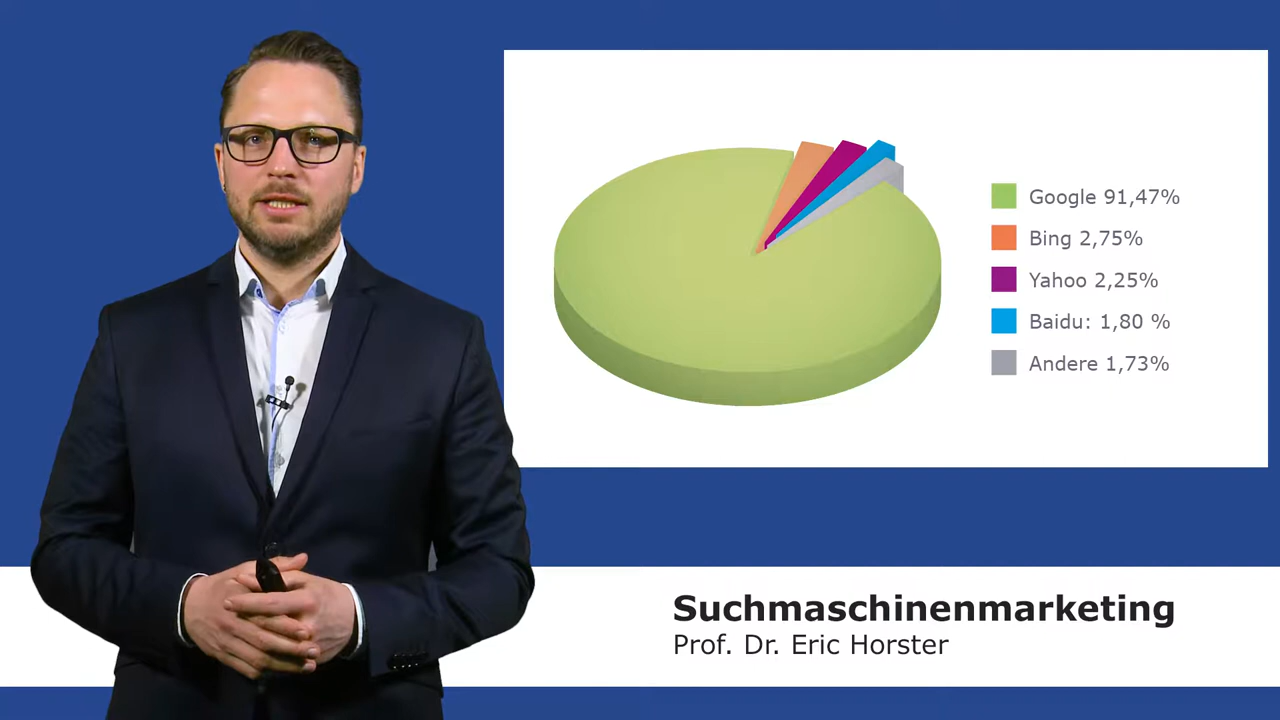 Google 91,47%
Bing 2,75%
Yahoo 2,25%
Baidu: 1,80 %
Andere 1,73%
Suchmaschinenmarketing
Prof. Dr. Eric Horster